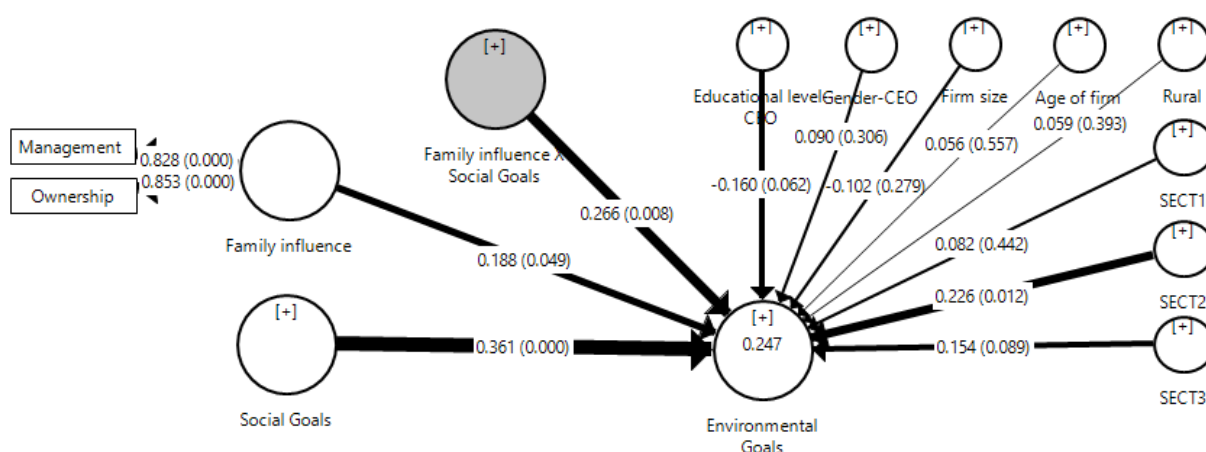 [+]
[+]
[+]
[+]
[+]
[+]
Educational level-
CEO
Gender-CEO
Firm size
Age of firm
Rural
Management
Ownership
0.828 (0.000)
0.853 (0.000)
Family influence
Family influence X
Social Goals
0.090 (0.306)
0.056 (0.557)
0.059 (0.393)
-0.160 (0.062)
-0.102 (0.279)
[+]
SECT1
0.266 (0.008)
0.188 (0.049)
0.082 (0.442)
[+]
SECT2
0.226 (0.012)
[+]
Social Goals
0.361 (0.000)
[+]
0.247
Environmental
Goals
0.154 (0.089)
[+]
SECT3